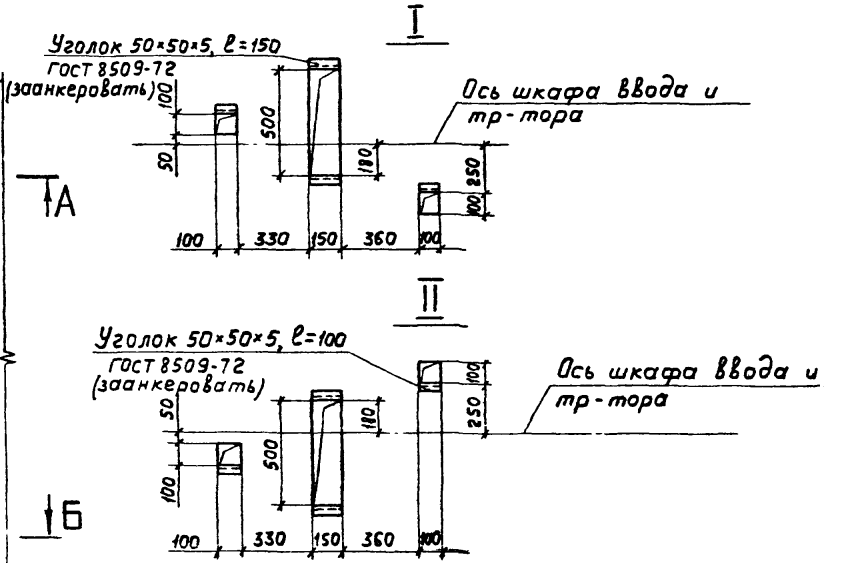 I
Уголок 50×50×5, ℓ=150
ГОСТ 8509-72
(заанкеровать)
100
50
500
180
Ось шкафа ввода и
тр-тора
250
100
А
100 330 150 360 100
II
Уголок 50×50×5, ℓ=100
ГОСТ 8509-72
(заанкеровать)
50
100
500
180
100
250
Ось шкафа ввода и
тр-тора
Б
100 330 150 360 100